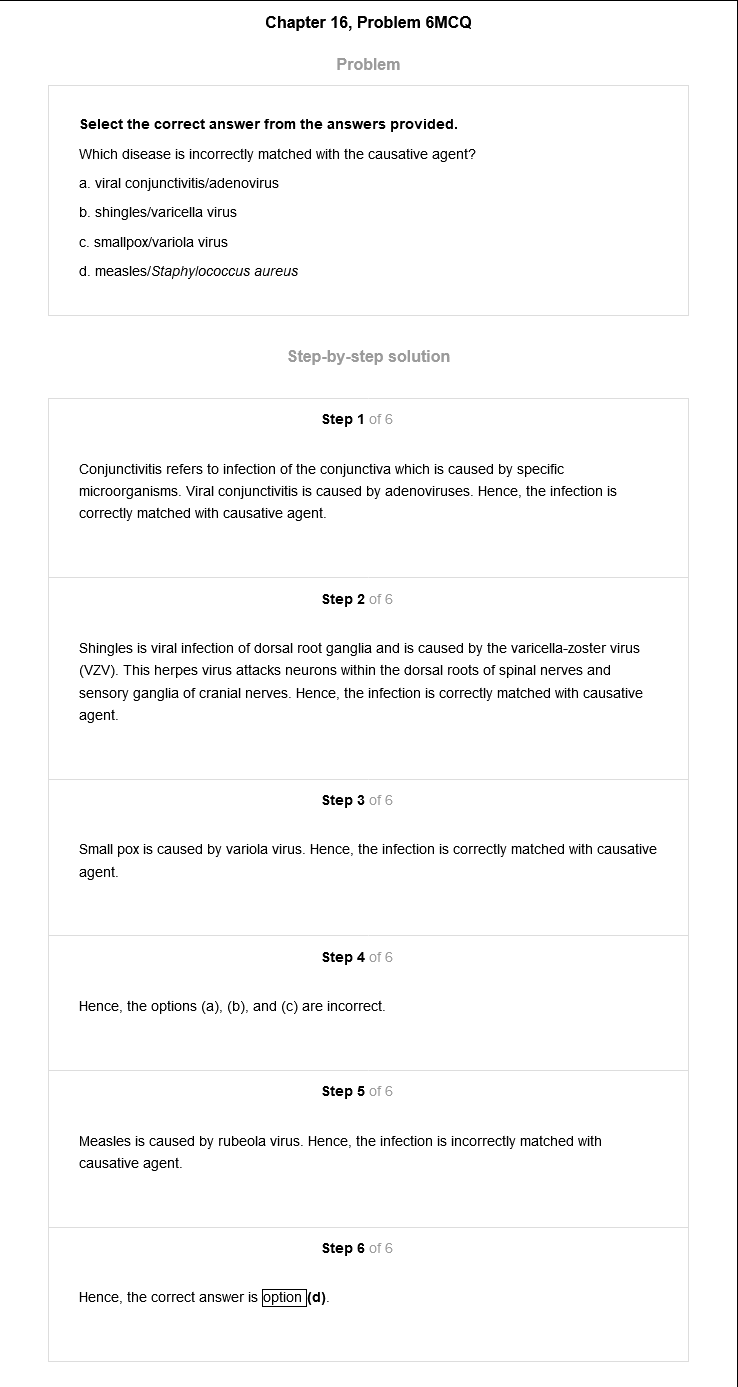 Chapter 16, Problem 6MCQ
Problem
Select the correct answer from the answers provided.
Which disease is incorrectly matched with the causative agent?
a. viral conjunctivitis/adenovirus
b. shingles/varicella virus
c. smallpox/variola virus
d. measles/Staphylococcus aureus
Step-by-step solution
Step 1 of 6
Conjunctivitis refers to infection of the conjunctiva which is caused by specific
microorganisms. Viral conjunctivitis is caused by adenoviruses. Hence, the infection is
correctly matched with causative agent.
Step 2 of 6
Shingles is viral infection of dorsal root ganglia and is caused by the varicella-zoster virus
(VZV). This herpes virus attacks neurons within the dorsal roots of spinal nerves and
sensory ganglia of cranial nerves. Hence, the infection is correctly matched with causative
agent.
Step 3 of 6
Small pox is caused by variola virus. Hence, the infection is correctly matched with causative
agent.
Step 4 of 6
Hence, the options (a), (b), and (c) are incorrect.
Step 5 of 6
Measles is caused by rubeola virus. Hence, the infection is incorrectly matched with
causative agent.
Step 6 of 6
Hence, the correct answer is option (d).